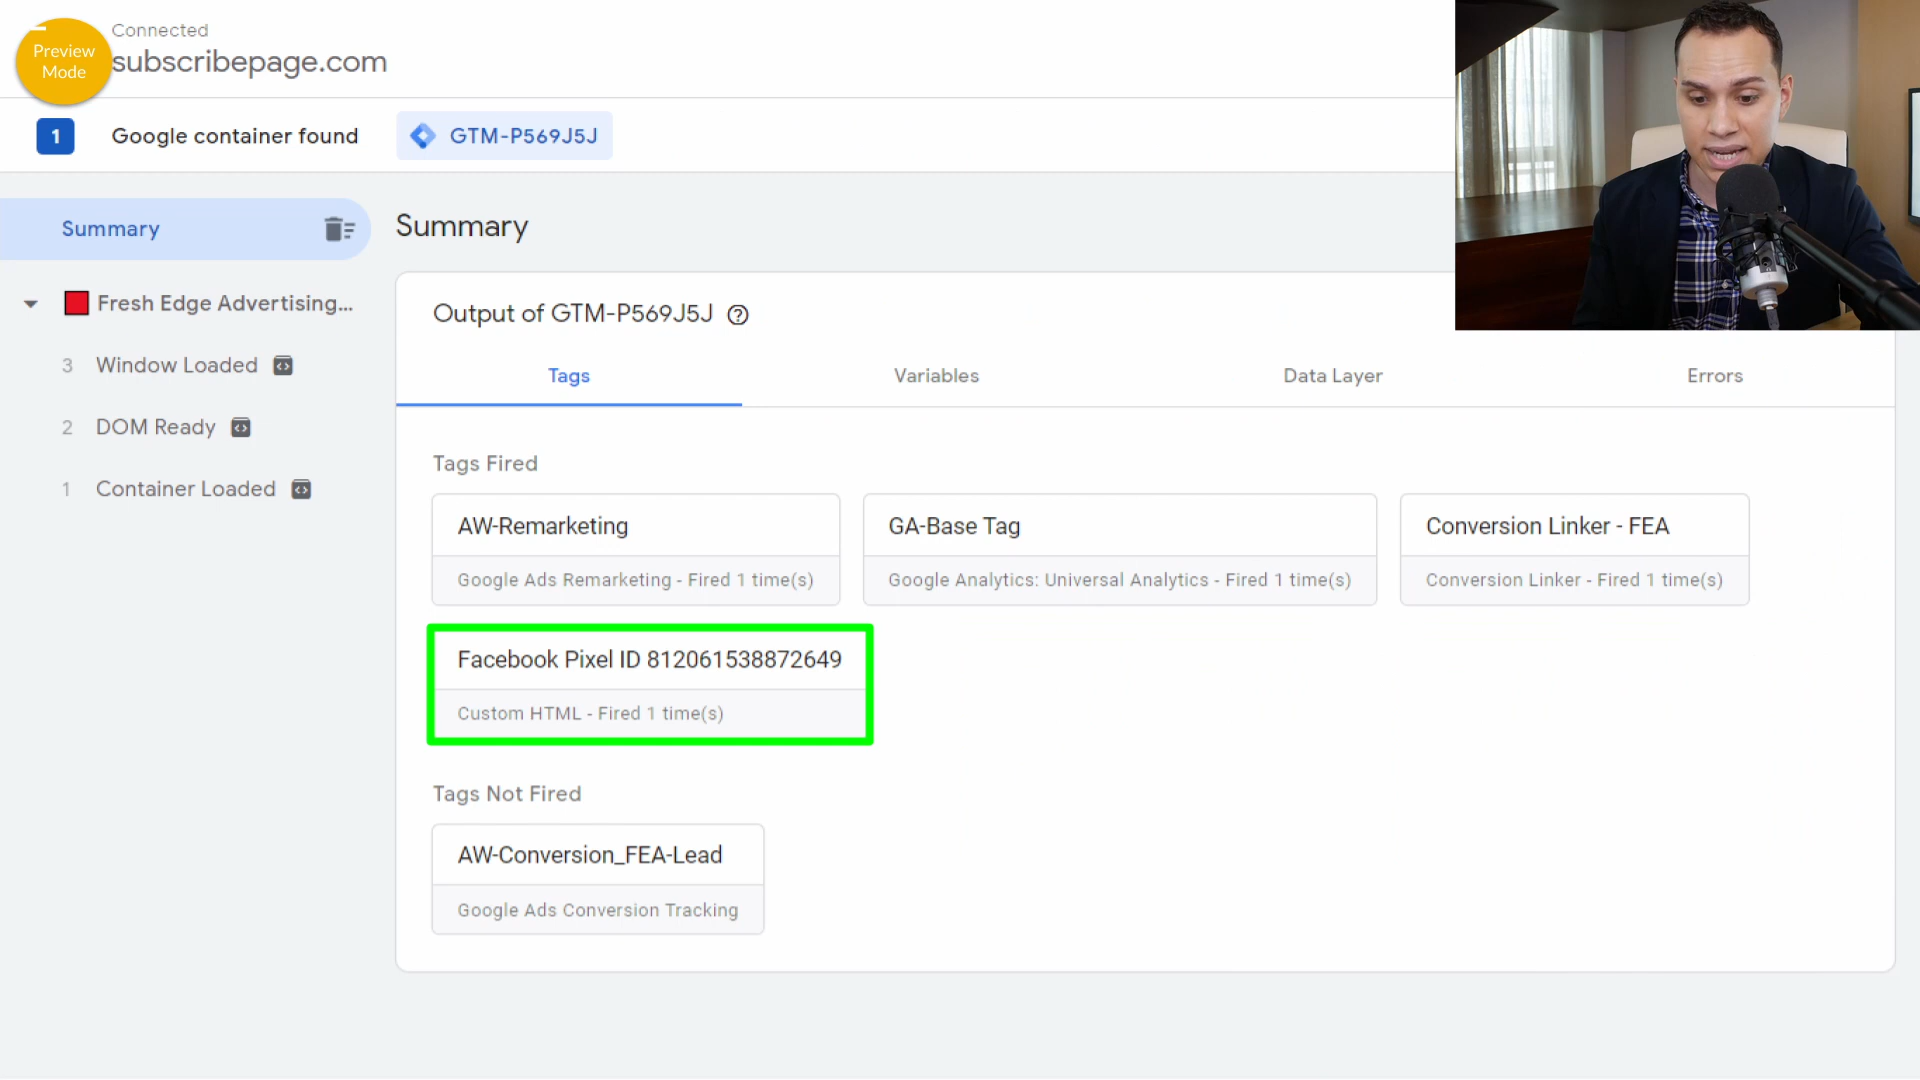 Connected
Preview
Mode
subscribepage.com
1
Google container found
GTM-P569J5J
Summary
Summary
Fresh Edge Advertising...
3 Window Loaded
2 DOM Ready
1 Container Loaded
Output of GTM-P569J5J
Tags
Variables
Data Layer
Errors
Tags Fired
AW-Remarketing
Google Ads Remarketing - Fired 1 time(s)
GA-Base Tag
Google Analytics: Universal Analytics - Fired 1 time(s)
Conversion Linker - FEA
Conversion Linker - Fired 1 time(s)
Facebook Pixel ID 812061538872649
Custom HTML - Fired 1 time(s)
Tags Not Fired
AW-Conversion_FEA-Lead
Google Ads Conversion Tracking